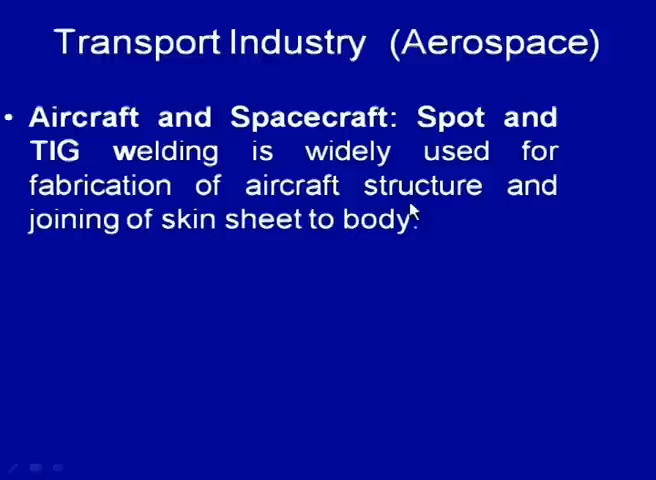 Transport Industry (Aerospace)
• Aircraft and Spacecraft: Spot and
TIG welding is widely used for
fabrication of aircraft structure and
joining of skin sheet to body.